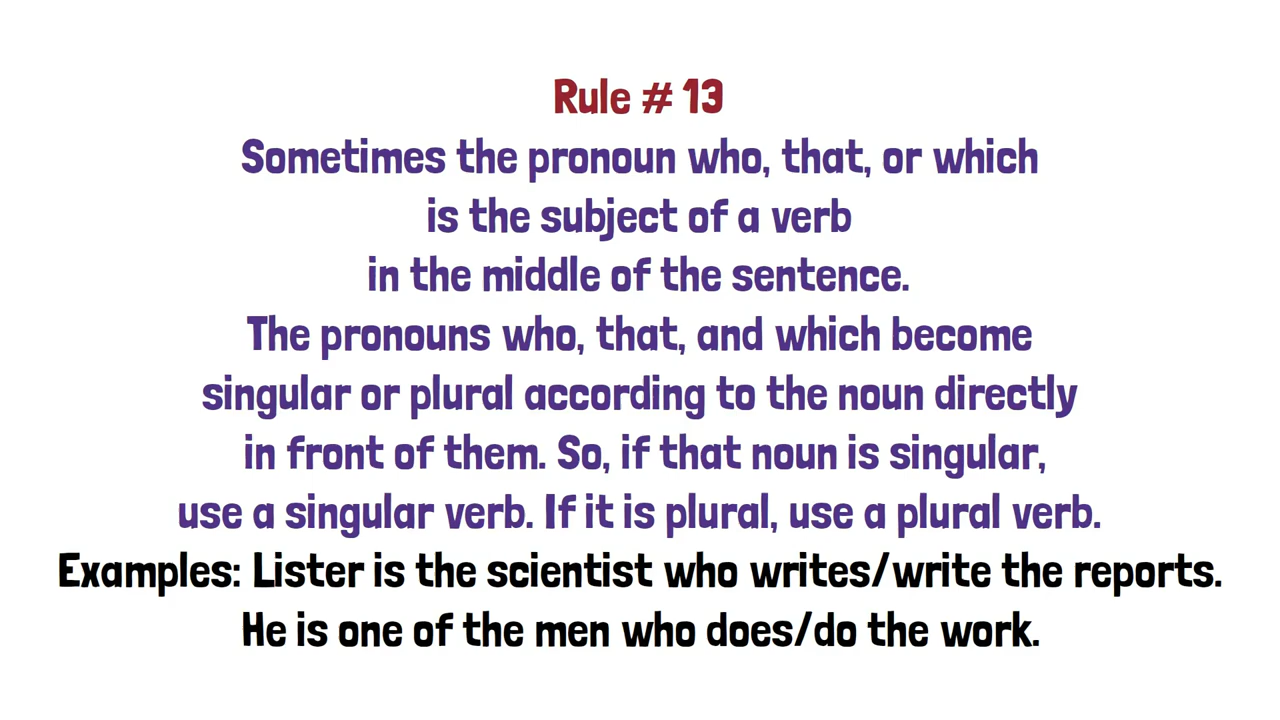 Rule # 13
Sometimes the pronoun who, that, or which
is the subject of a verb
in the middle of the sentence.
The pronouns who, that, and which become
singular or plural according to the noun directly
in front of them. So, if that noun is singular,
use a singular verb. If it is plural, use a plural verb.
Examples: Lister is the scientist who writes/write the reports.
He is one of the men who does/do the work.